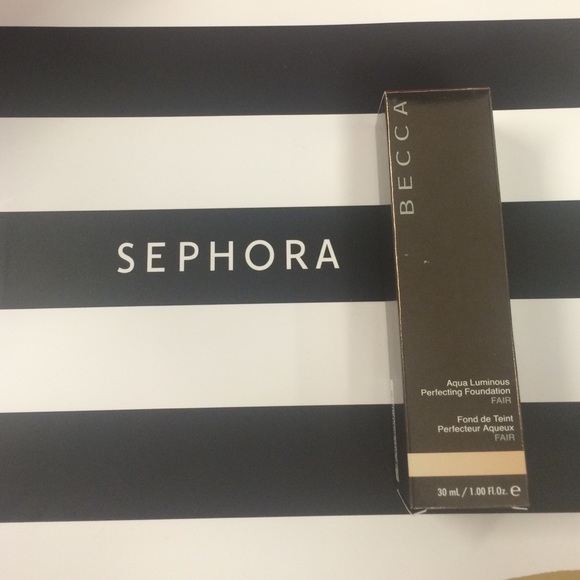 SEPHORA
BECCA
Aqua Luminous
Perfecting Foundation
FAIR
Fond de Teint
Perfecteur Aqueux
FAIR
30 mL / 1.00 Fl.Oz. ℮